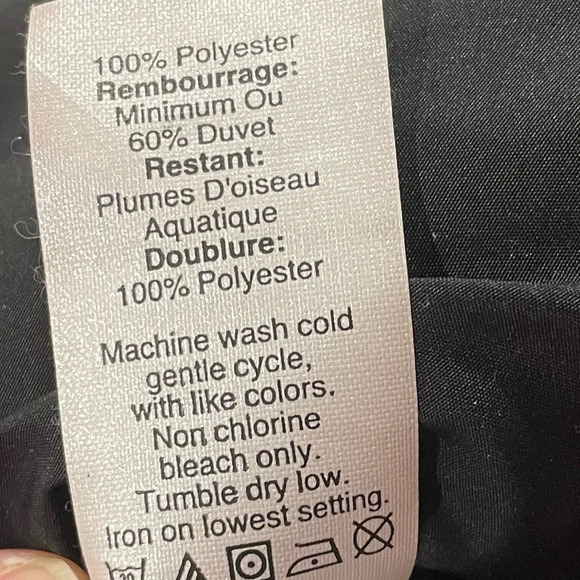 100% Polyester
Rembourrage:
Minimum Ou
60% Duvet
Restant:
Plumes D'oiseau
Aquatique
Doublure:
100% Polyester
Machine wash cold
gentle cycle,
with like colors.
Non chlorine
bleach only.
Tumble dry low.
Iron on lowest setting.